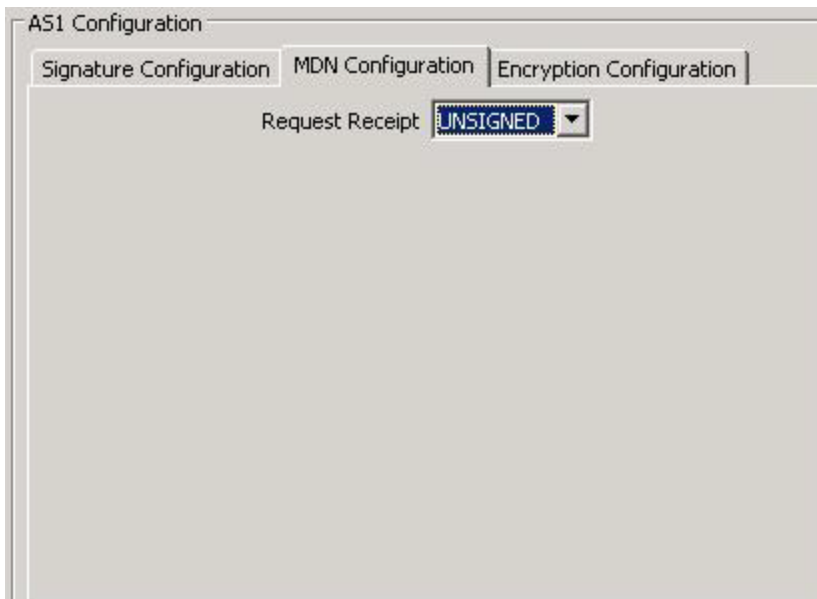 AS1 Configuration
Signature Configuration MDN Configuration Encryption Configuration
Request Receipt UNSIGNED